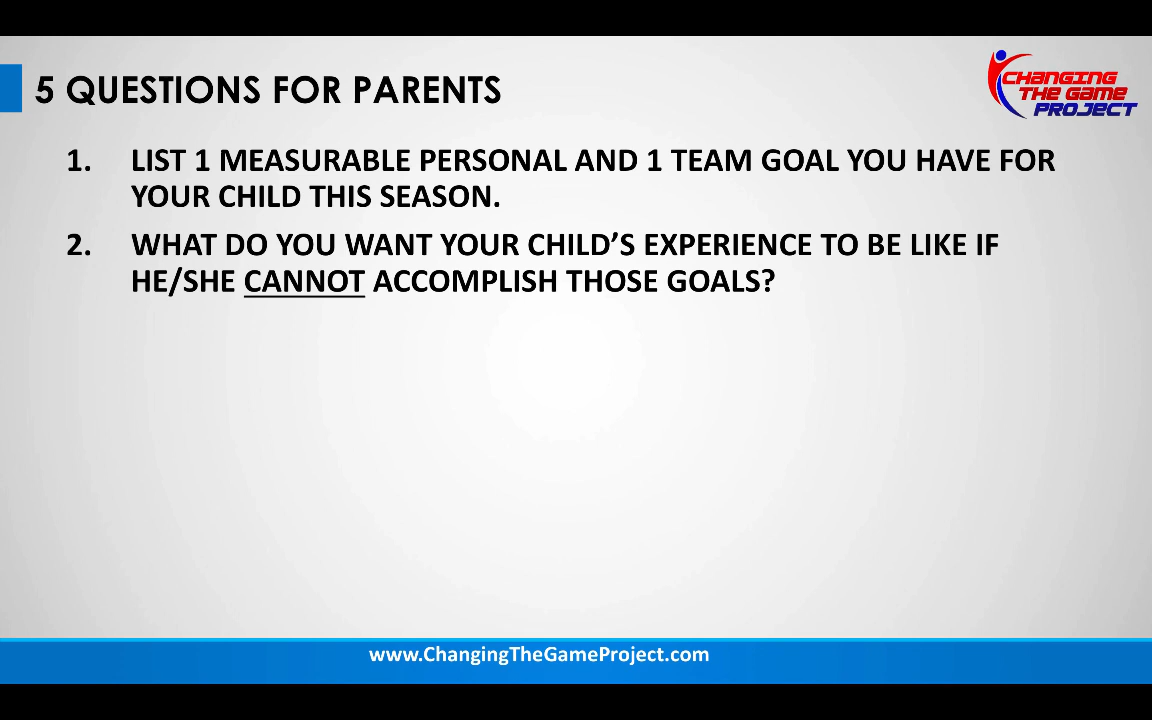 5 QUESTIONS FOR PARENTS
CHANGING
THE GAME
PROJECT
1. LIST 1 MEASURABLE PERSONAL AND 1 TEAM GOAL YOU HAVE FOR
YOUR CHILD THIS SEASON.
2. WHAT DO YOU WANT YOUR CHILD’S EXPERIENCE TO BE LIKE IF
HE/SHE CANNOT ACCOMPLISH THOSE GOALS?
www.ChangingTheGameProject.com